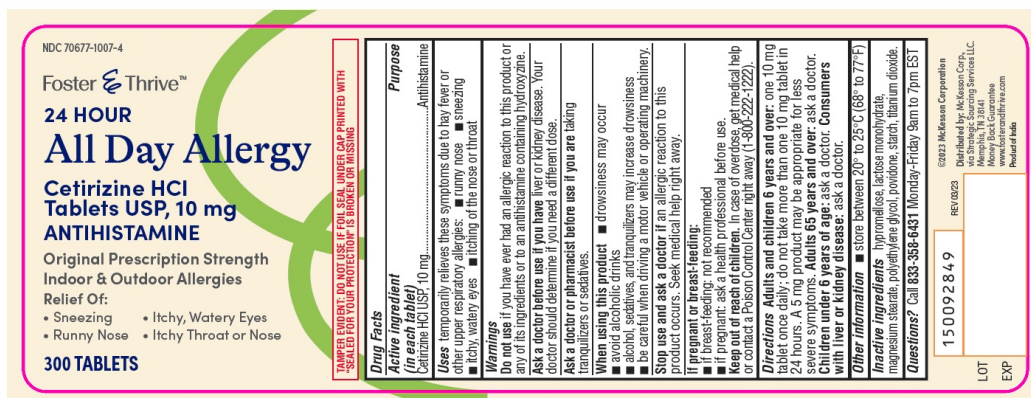 NDC 70677-1007-4
Foster & Thrive™
24 HOUR
All Day Allergy
Cetirizine HCl
Tablets USP, 10 mg
ANTIHISTAMINE
Original Prescription Strength
Indoor & Outdoor Allergies
Relief Of:
• Sneezing • Itchy, Watery Eyes
• Runny Nose • Itchy Throat or Nose
300 TABLETS
TAMPER EVIDENT: DO NOT USE IF FOIL SEAL UNDER CAP PRINTED WITH
"SEALED FOR YOUR PROTECTION" IS BROKEN OR MISSING
Drug Facts
Active ingredient Purpose
(in each tablet)
Cetirizine HCl USP, 10 mg..........Antihistamine
Uses temporarily relieves these symptoms due to hay fever or
other upper respiratory allergies: ■ runny nose ■ sneezing
■ itchy, watery eyes ■ itching of the nose or throat
Warnings
Do not use if you have ever had an allergic reaction to this product or
any of its ingredients or to an antihistamine containing hydroxyzine.
Ask a doctor before use if you have liver or kidney disease. Your
doctor should determine if you need a different dose.
Ask a doctor or pharmacist before use if you are taking
tranquilizers or sedatives.
When using this product ■ drowsiness may occur
■ avoid alcoholic drinks
■ alcohol, sedatives, and tranquilizers may increase drowsiness
■ be careful when driving a motor vehicle or operating machinery.
Stop use and ask a doctor if an allergic reaction to this
product occurs. Seek medical help right away.
If pregnant or breast-feeding:
■ if breast-feeding: not recommended
■ if pregnant: ask a health professional before use.
Keep out of reach of children. In case of overdose, get medical help
or contact a Poison Control Center right away (1-800-222-1222).
Directions Adults and children 6 years and over: one 10 mg
tablet once daily; do not take more than one 10 mg tablet in
24 hours. A 5 mg product may be appropriate for less
severe symptoms. Adults 65 years and over: ask a doctor.
Children under 6 years of age: ask a doctor. Consumers
with liver or kidney disease: ask a doctor.
Other information ■ store between 20° to 25°C (68° to 77°F)
Inactive ingredients hypromellose, lactose monohydrate,
magnesium stearate, polyethylene glycol, povidone, starch, titanium dioxide.
Questions? Call 833-358-6431 Monday-Friday 9am to 7pm EST
150092849
REV 03/23
©2023 McKesson Corporation
Distributed by: McKesson Corp.,
via Strategic Sourcing Services LLC.
Memphis, TN 38141
Money Back Guarantee
www.fosterandthrive.com
Product of India
LOT
EXP